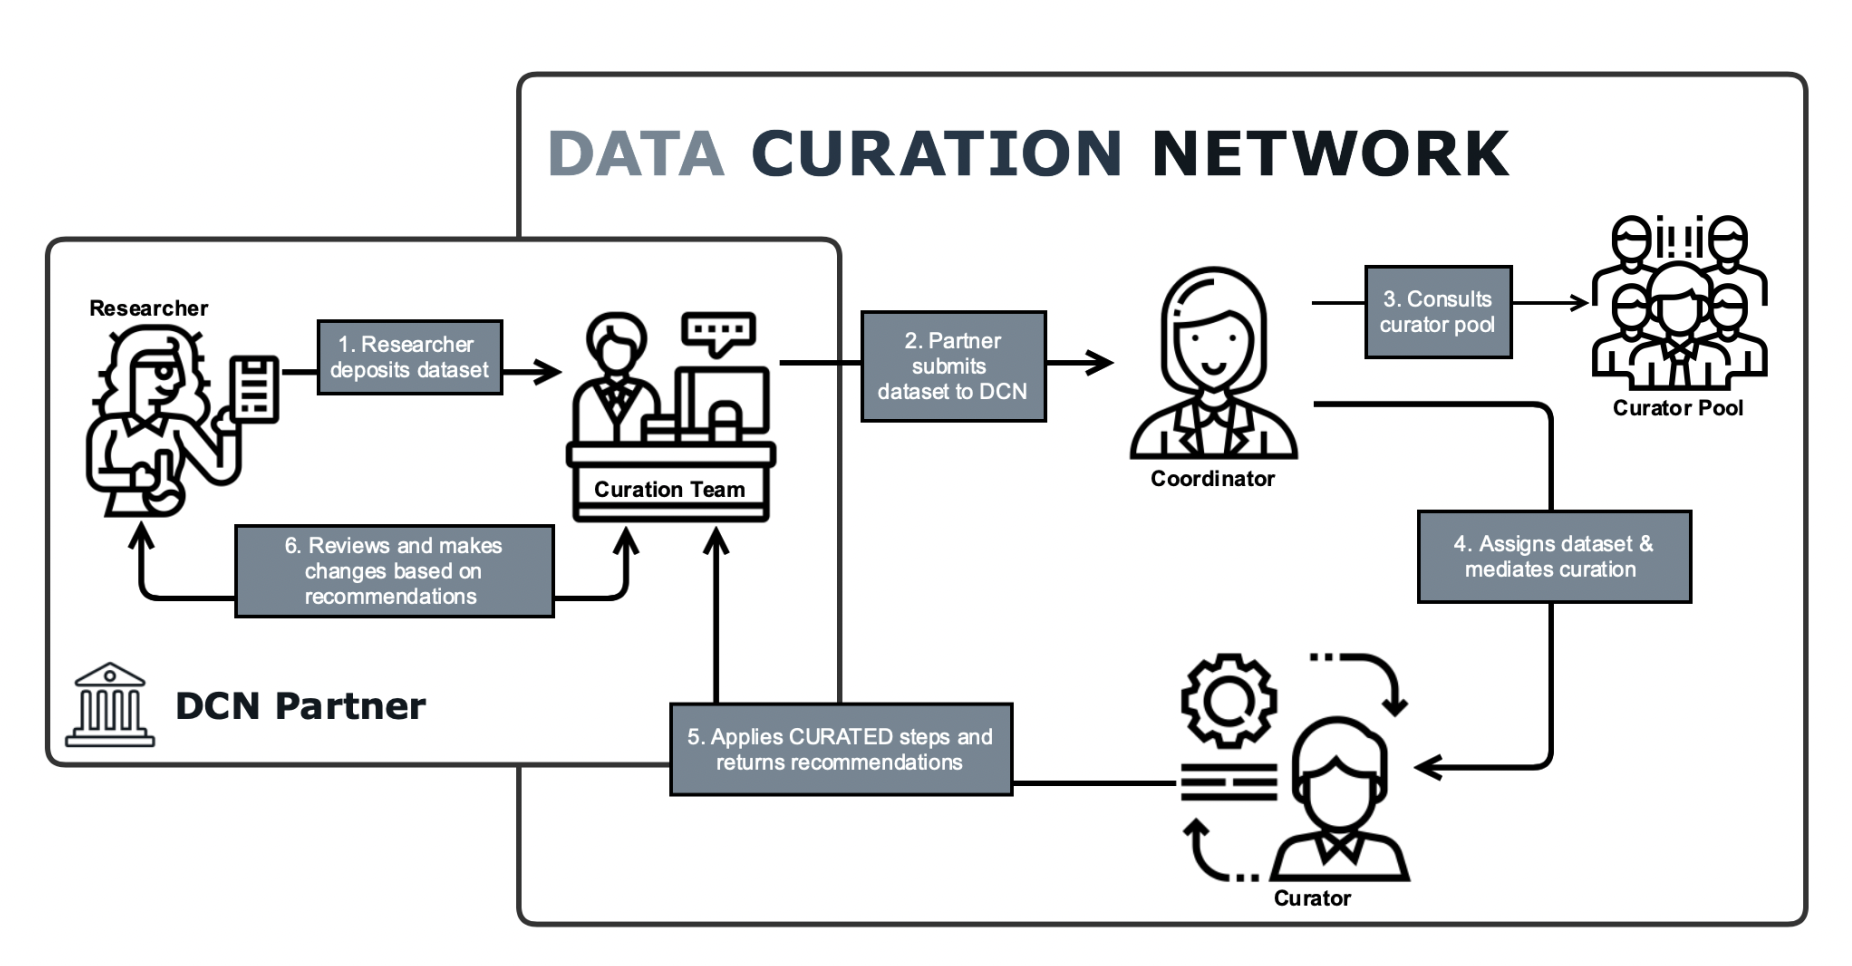 DATA CURATION NETWORK
Researcher
1. Researcher
deposits dataset
Curation Team
2. Partner
submits
dataset to DCN
Coordinator
3. Consults
curator pool
Curator Pool
4. Assigns dataset &
mediates curation
Curator
5. Applies CURATED steps and
returns recommendations
6. Reviews and makes
changes based on
recommendations
DCN Partner